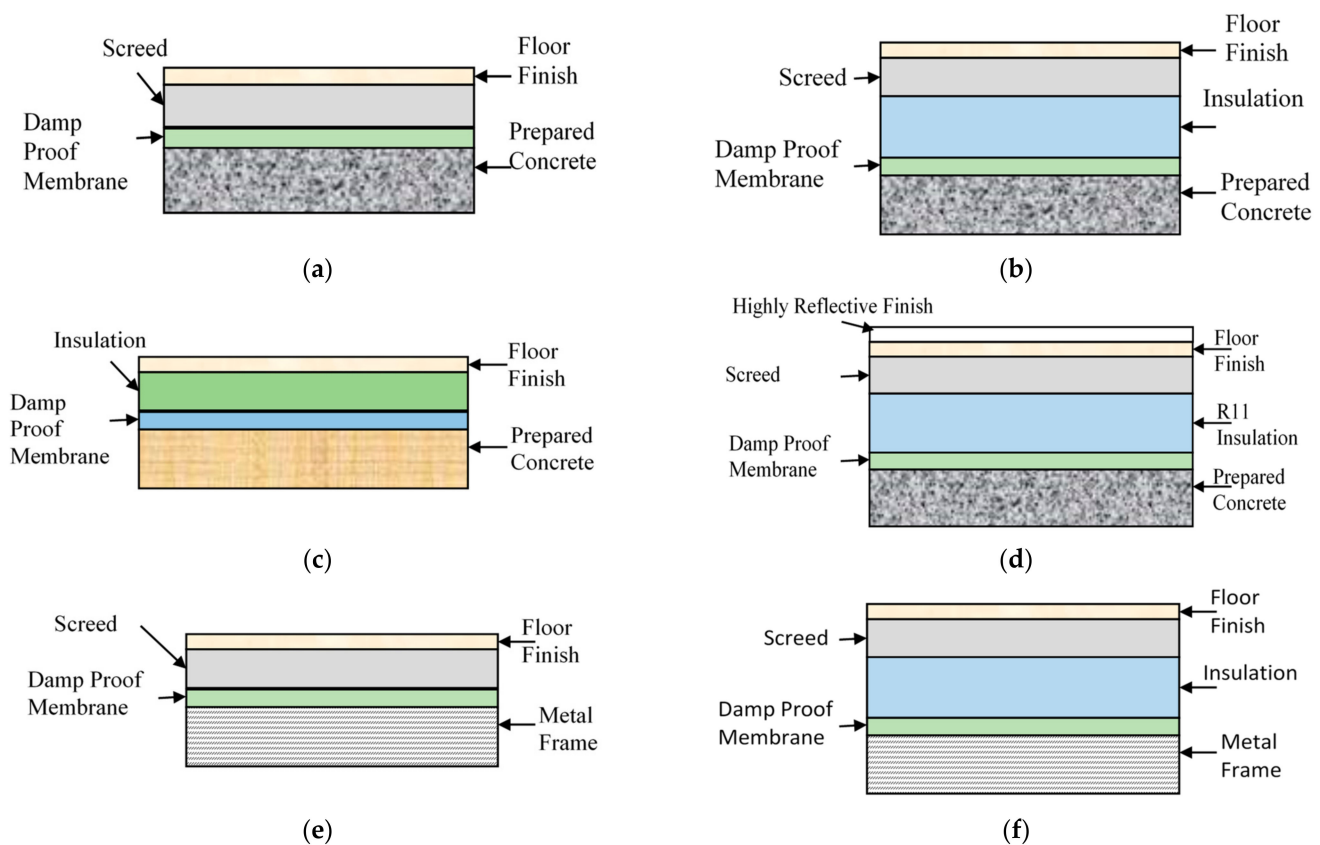 Screed
Floor
Finish
Damp
Proof
Membrane
Prepared
Concrete
(a)
Floor
Finish
Screed
Insulation
Damp Proof
Membrane
Prepared
Concrete
(b)
Insulation
Floor
Finish
Damp
Proof
Membrane
Prepared
Concrete
(c)
Highly Reflective Finish
Floor
Finish
Screed
R11
Insulation
Damp Proof
Membrane
Prepared
Concrete
(d)
Screed
Floor
Finish
Damp Proof
Membrane
Metal
Frame
(e)
Floor
Finish
Screed
Insulation
Damp Proof
Membrane
Metal
Frame
(f)